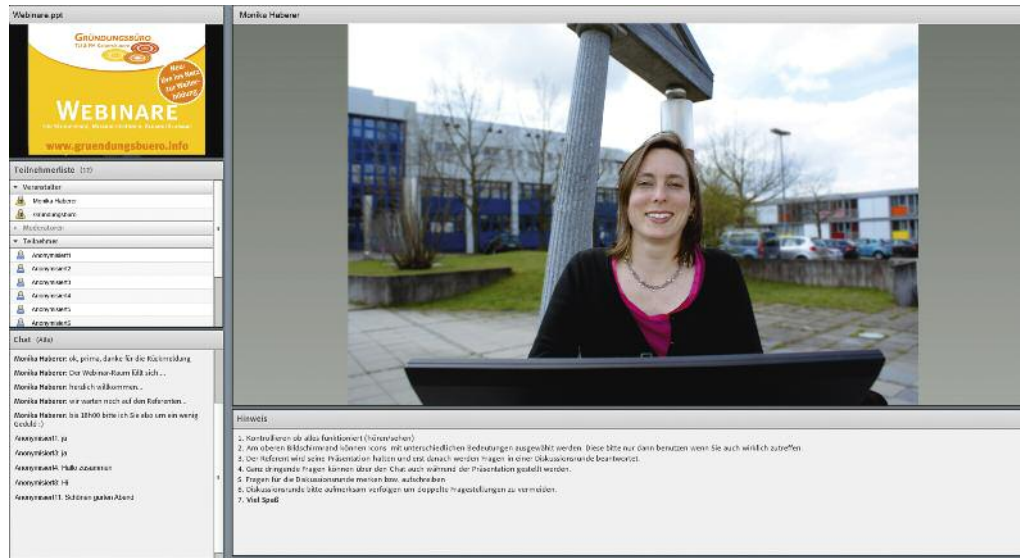 Webinare.ppt
GRÜNDUNGSBÜRO
Neu:
WEBINARE
www.gruendungsbuero.info
Teilnehmerliste (17)
Veranstalter
Monika Haberer
Gründungsbüro
Moderatoren
Teilnehmer
Anonymisiert1
Anonymisiert2
Anonymisiert3
Anonymisiert4
Anonymisiert5
Anonymisiert6
Chat (Alle)
Monika Haberer: ok, prima, danke für die Rückmeldung
Monika Haberer: Der Webinar-Raum füllt sich ...
Monika Haberer: herzlich willkommen...
Monika Haberer: wir warten noch auf den Referenten...
Monika Haberer: bis 18h00 bitte ich Sie also um ein wenig
Geduld :)
Anonymisiert1: ja
Anonymisiert3: ja
Anonymisiert4: Hallo zusammen
Anonymisiert8: Hi
Anonymisiert11: Schönen guten Abend
Monika Haberer
Hinweis
1. Kontrollieren ob alles funktioniert (hören/sehen)
2. Am oberen Bildschirmrand können Icons mit unterschiedlichen Bedeutungen ausgewählt werden. Diese bitte nur dann benutzen wenn Sie auch wirklich zutreffen.
3. Der Referent wird seine Präsentation halten und erst danach werden Fragen in einer Diskussionsrunde beantwortet.
4. Ganz dringende Fragen können über den Chat auch während der Präsentation gestellt werden.
5. Fragen für die Diskussionsrunde merken bzw. aufschreiben
6. Diskussionsrunde bitte aufmerksam verfolgen um doppelte Fragestellungen zu vermeiden.
7. Viel Spaß